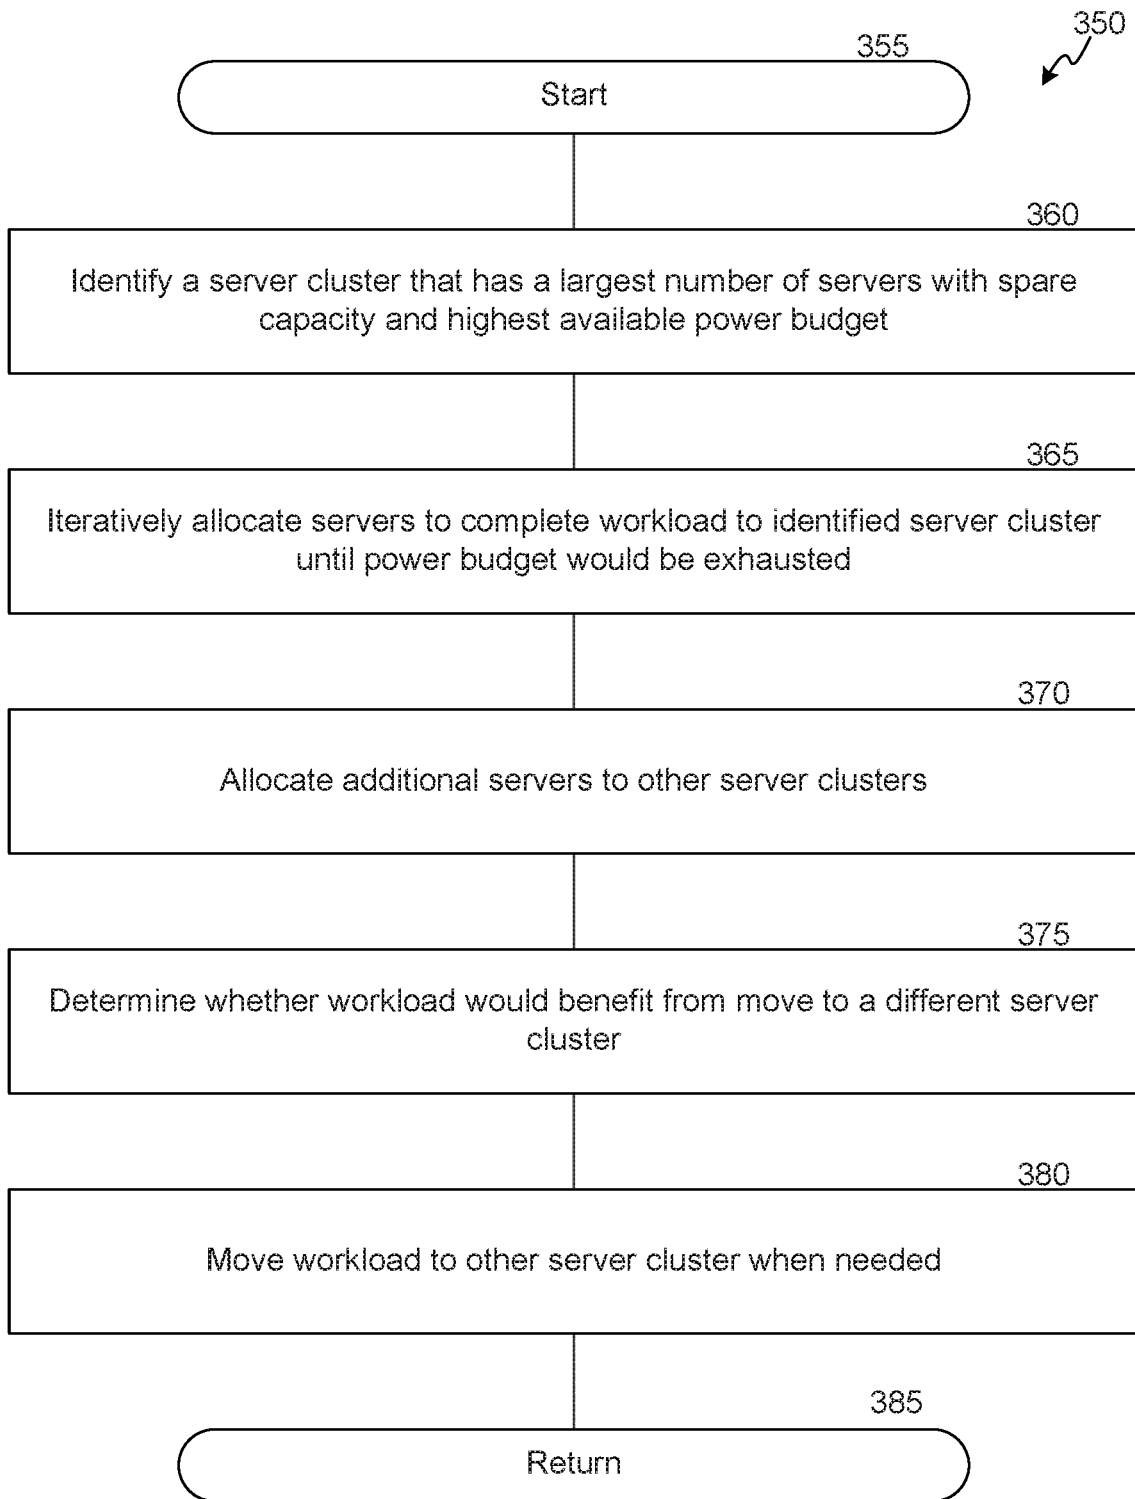 350
355
Start
360
Identify a server cluster that has a largest number of servers with spare
capacity and highest available power budget
365
Iteratively allocate servers to complete workload to identified server cluster
until power budget would be exhausted
370
Allocate additional servers to other server clusters
375
Determine whether workload would benefit from move to a different server
cluster
380
Move workload to other server cluster when needed
385
Return